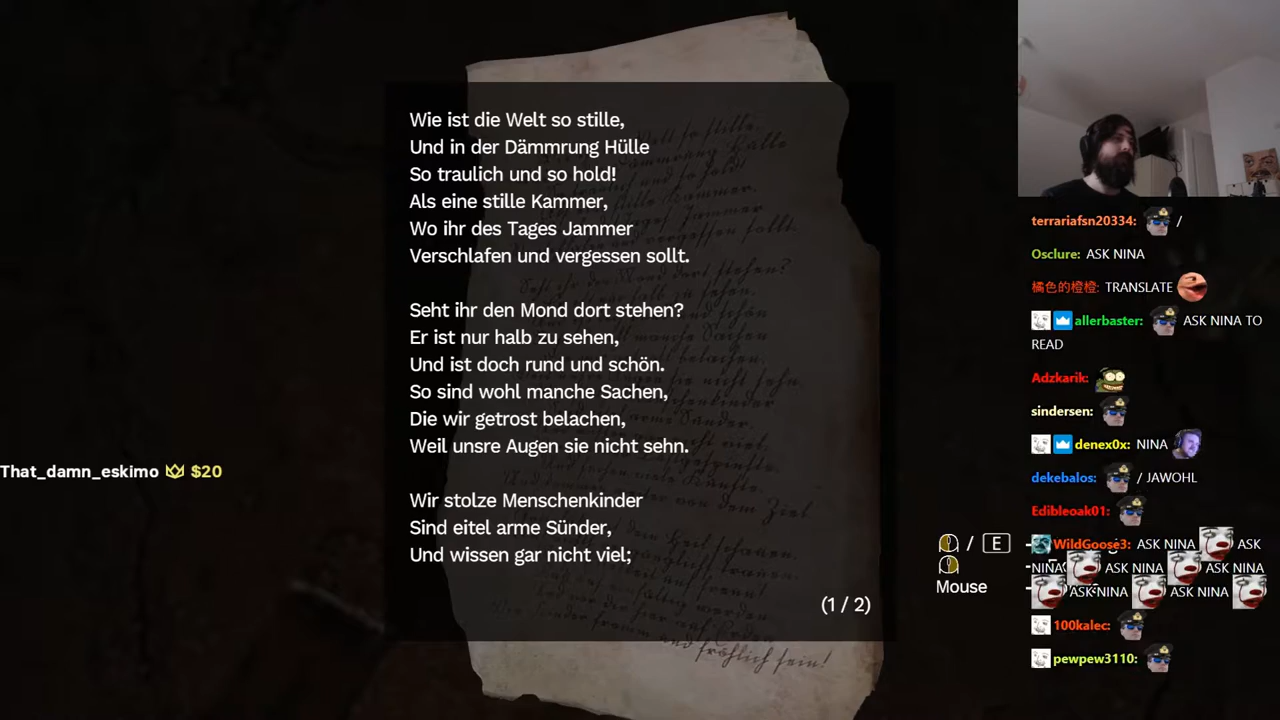 Wie ist die Welt so stille,
Und in der Dämmrung Hülle
So traulich und so hold!
Als eine stille Kammer,
Wo ihr des Tages Jammer
Verschlafen und vergessen sollt.
Seht ihr den Mond dort stehen?
Er ist nur halb zu sehen,
Und ist doch rund und schön.
So sind wohl manche Sachen,
Die wir getrost belachen,
Weil unsre Augen sie nicht sehn.
Wir stolze Menschenkinder
Sind eitel arme Sünder,
Und wissen gar nicht viel;
(1 / 2)
fröhlich sein!
That_damn_eskimo $20
/ E
Mouse
terrariafsn20334: /
Osclure: ASK NINA
橘色的橙橙: TRANSLATE
allerbaster: ASK NINA TO
READ
Adzkarik:
sindersen:
denex0x: NINA
dekebalos: / JAWOHL
Edibleoak01:
WildGoose3: ASK NINA ASK
NINA ASK NINA ASK NINA
ASK NINA ASK NINA
100kalec:
pewpew3110: